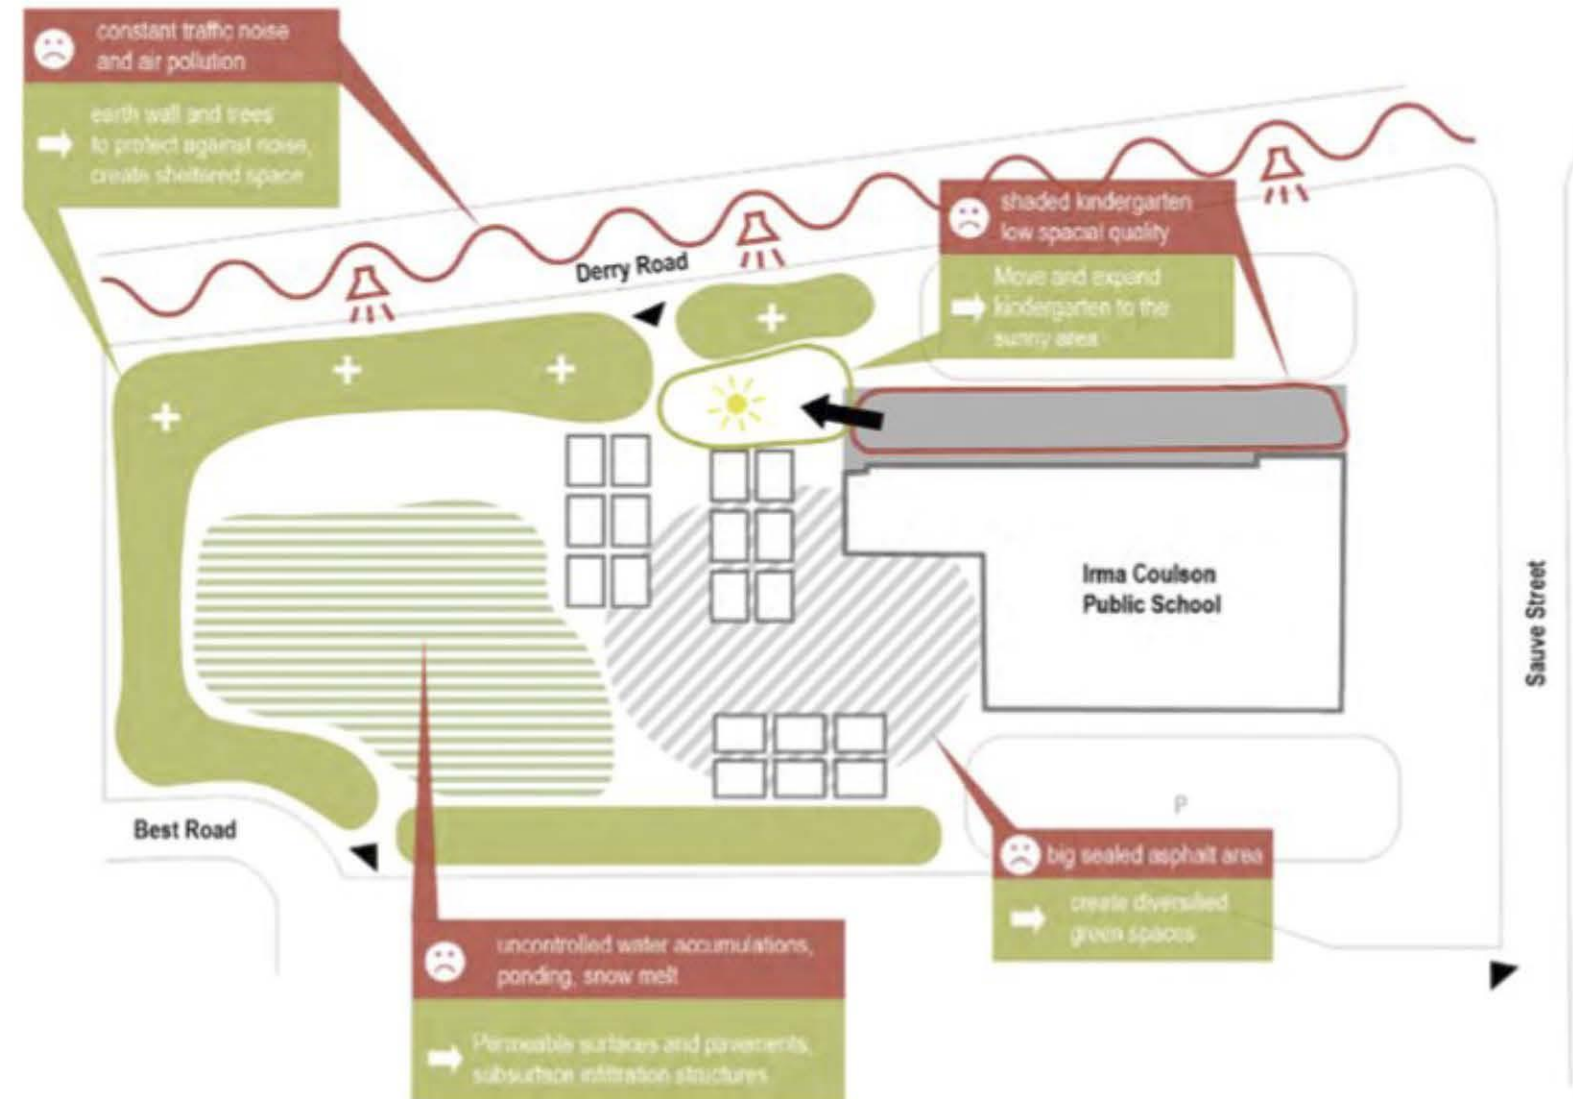 constant traffic noise
and air pollution
earth wall and trees
to protect against noise,
create sheltered space
shaded kindergarten
low spacial quality
Move and expand
kindergarten to the
sunny area
Derry Road
Irma Coulson
Public School
Sauve Street
P
Best Road
big sealed asphalt area
create diversified
green spaces
uncontrolled water accumulations,
ponding, snow melt
Permeable surfaces and pavements,
subsurface infiltration structures